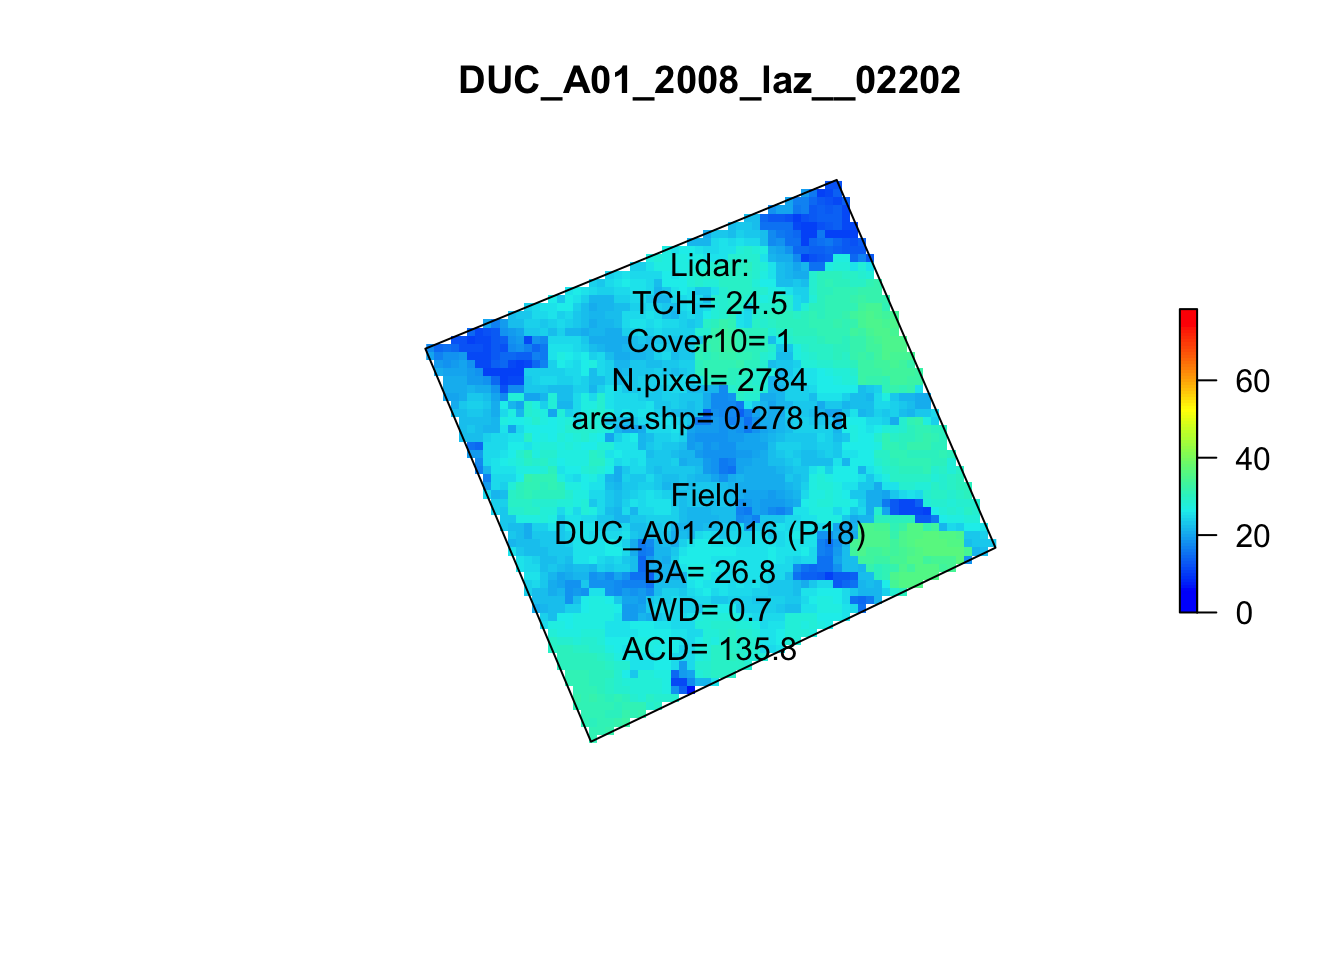 DUC_A01_2008_laz__02202
Lidar:
TCH= 24.5
Cover10= 1
N.pixel= 2784
area.shp= 0.278 ha
Field:
DUC_A01 2016 (P18)
BA= 26.8
WD= 0.7
ACD= 135.8
60
40
20
0